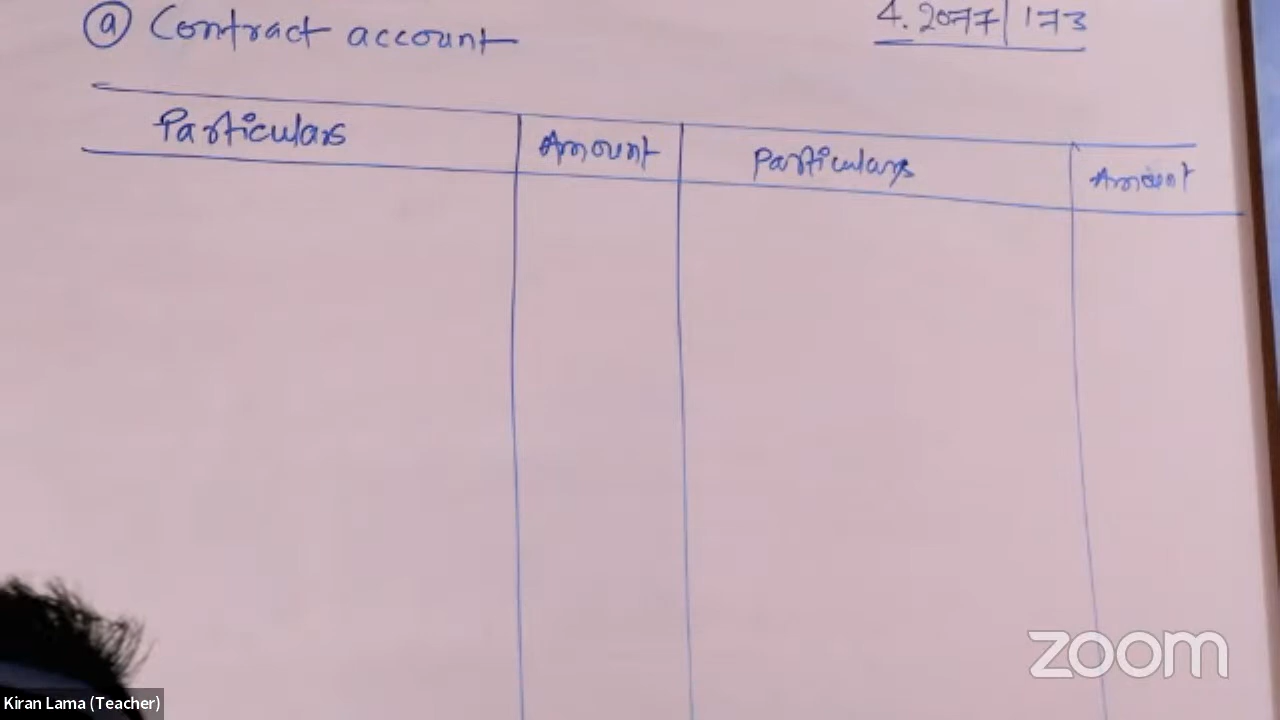 ⓐ Contract account
4. 2077/173
Particulars Amount Particulars Amount
zoom
Kiran Lama (Teacher)